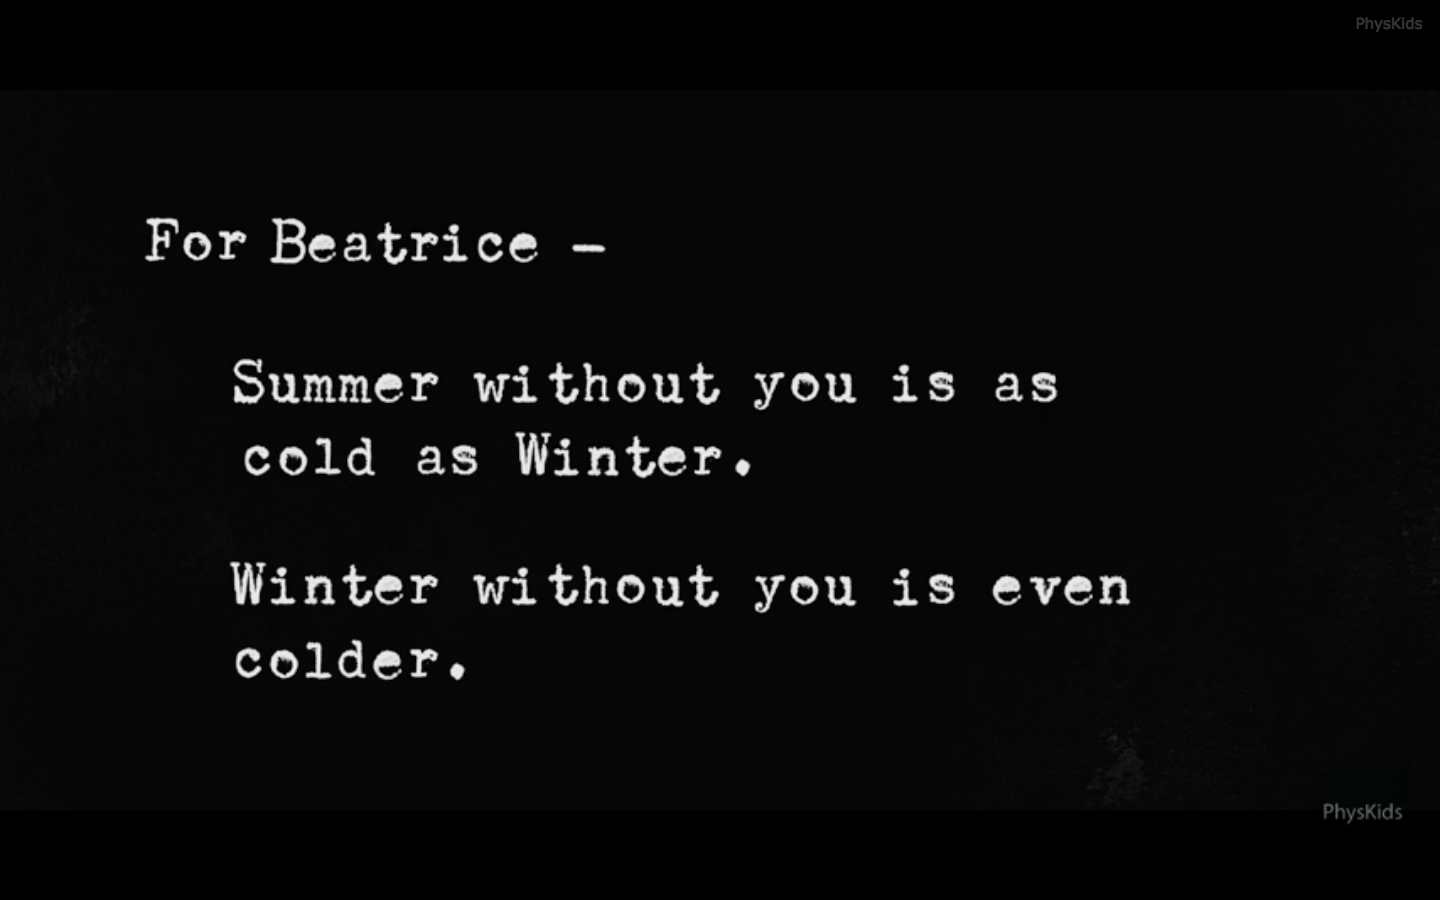 PhysKids
For Beatrice –
Summer without you is as
cold as Winter.
Winter without you is even
colder.
PhysKids